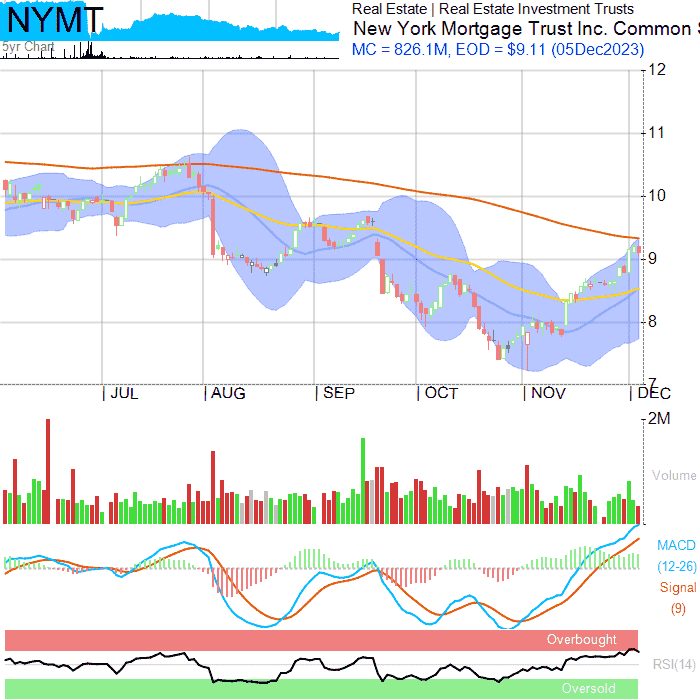 NYMT
5yr Chart
Real Estate | Real Estate Investment Trusts
New York Mortgage Trust Inc. Common S
MC = 826.1M, EOD = $9.11 (05Dec2023)
12
11
10
9
8
7
JUL AUG SEP OCT NOV DEC
2M
Volume
MACD
(12-26)
Signal
(9)
Overbought
RSI(14)
Oversold